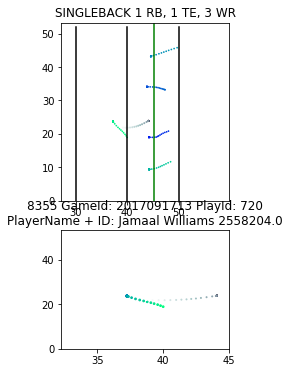 SINGLEBACK 1 RB, 1 TE, 3 WR
50
40
30
20
10
0
30 40 50
8355 GameId: 2017091713 PlayId: 720
PlayerName + ID: Jamaal Williams 2558204.0
40
20
0
35 40 45